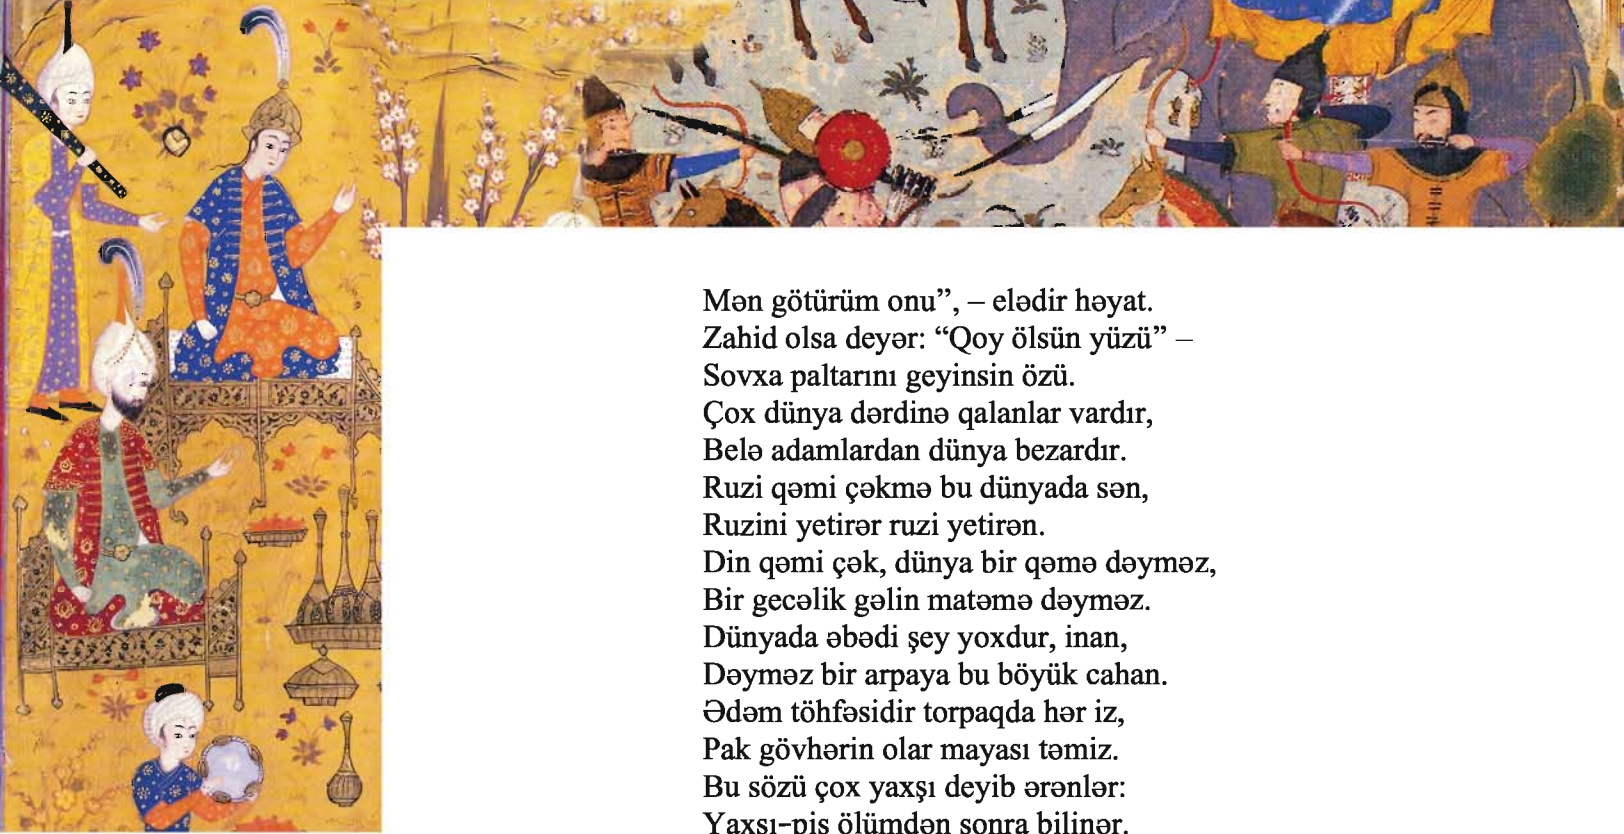 Mən götürüm onu”, – elədir həyat.
Zahid olsa deyər: “Qoy ölsün yüzü” –
Sovxa paltarını geyinsin özü.
Çox dünya dərdinə qalanlar vardır,
Belə adamlardan dünya bezardır.
Ruzi qəmi çəkmə bu dünyada sən,
Ruzini yetirər ruzi yetirən.
Din qəmi çək, dünya bir qəmə dəyməz,
Bir gecəlik gəlin matəmə dəyməz.
Dünyada əbədi şey yoxdur, inan,
Dəyməz bir arpaya bu böyük cahan.
Ədəm töhfəsidir torpaqda hər iz,
Pak gövhərin olar mayası təmiz.
Bu sözü çox yaxşı deyib ərənlər:
Yaxşı-pis ölümdən sonra bilinər.